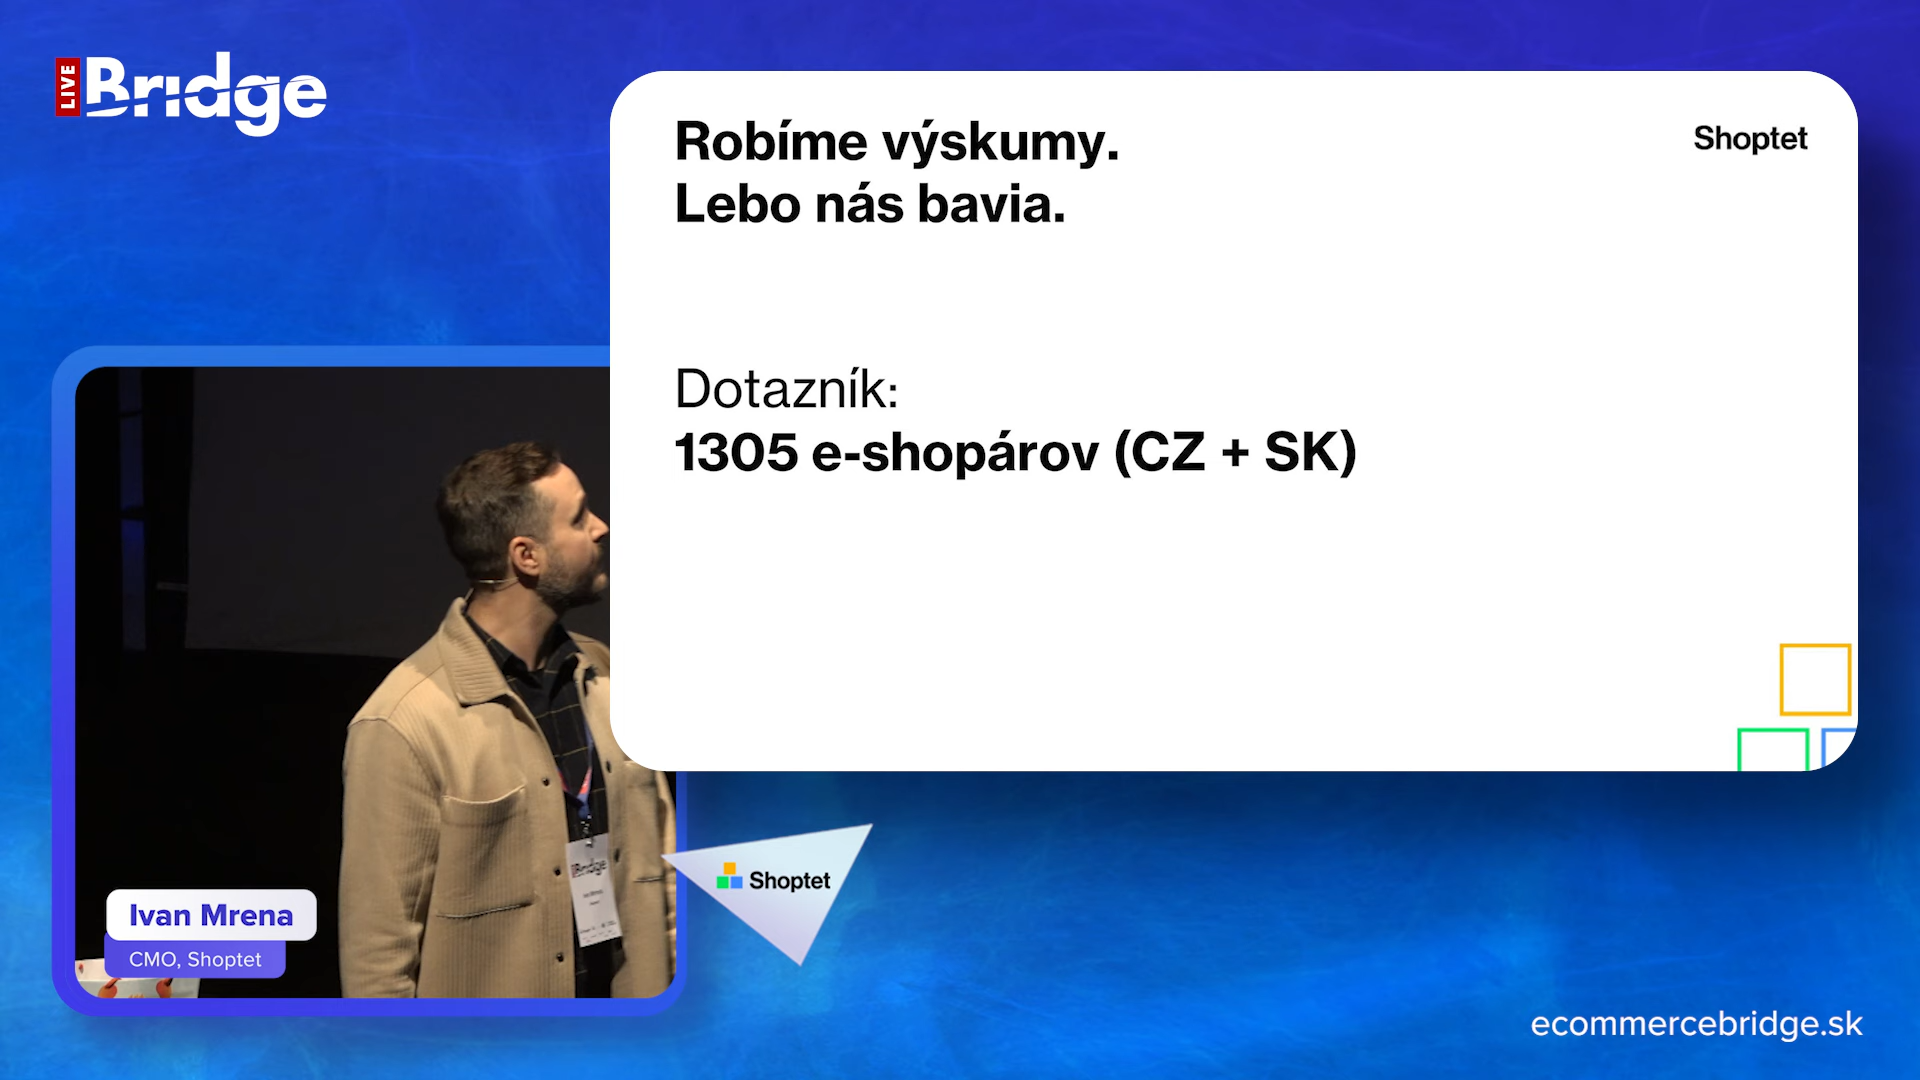 LIVE
Bridge
Robíme výskumy.
Lebo nás bavia.
Shoptet
Dotazník:
1305 e-shopárov (CZ + SK)
Bridge
Shoptet
Ivan Mrena
CMO, Shoptet
ecommercebridge.sk